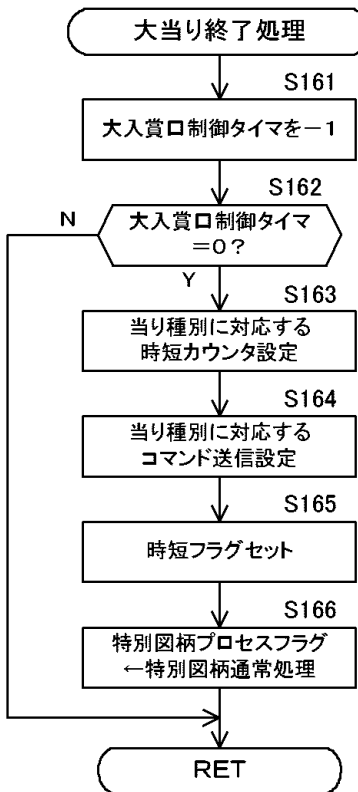 大当り終了処理
S161
大入賞口制御タイマを－1
S162
大入賞口制御タイマ
＝0？
N
Y
S163
当り種別に対応する
時短カウンタ設定
S164
当り種別に対応する
コマンド送信設定
S165
時短フラグセット
S166
特別図柄プロセスフラグ
←特別図柄通常処理
RET